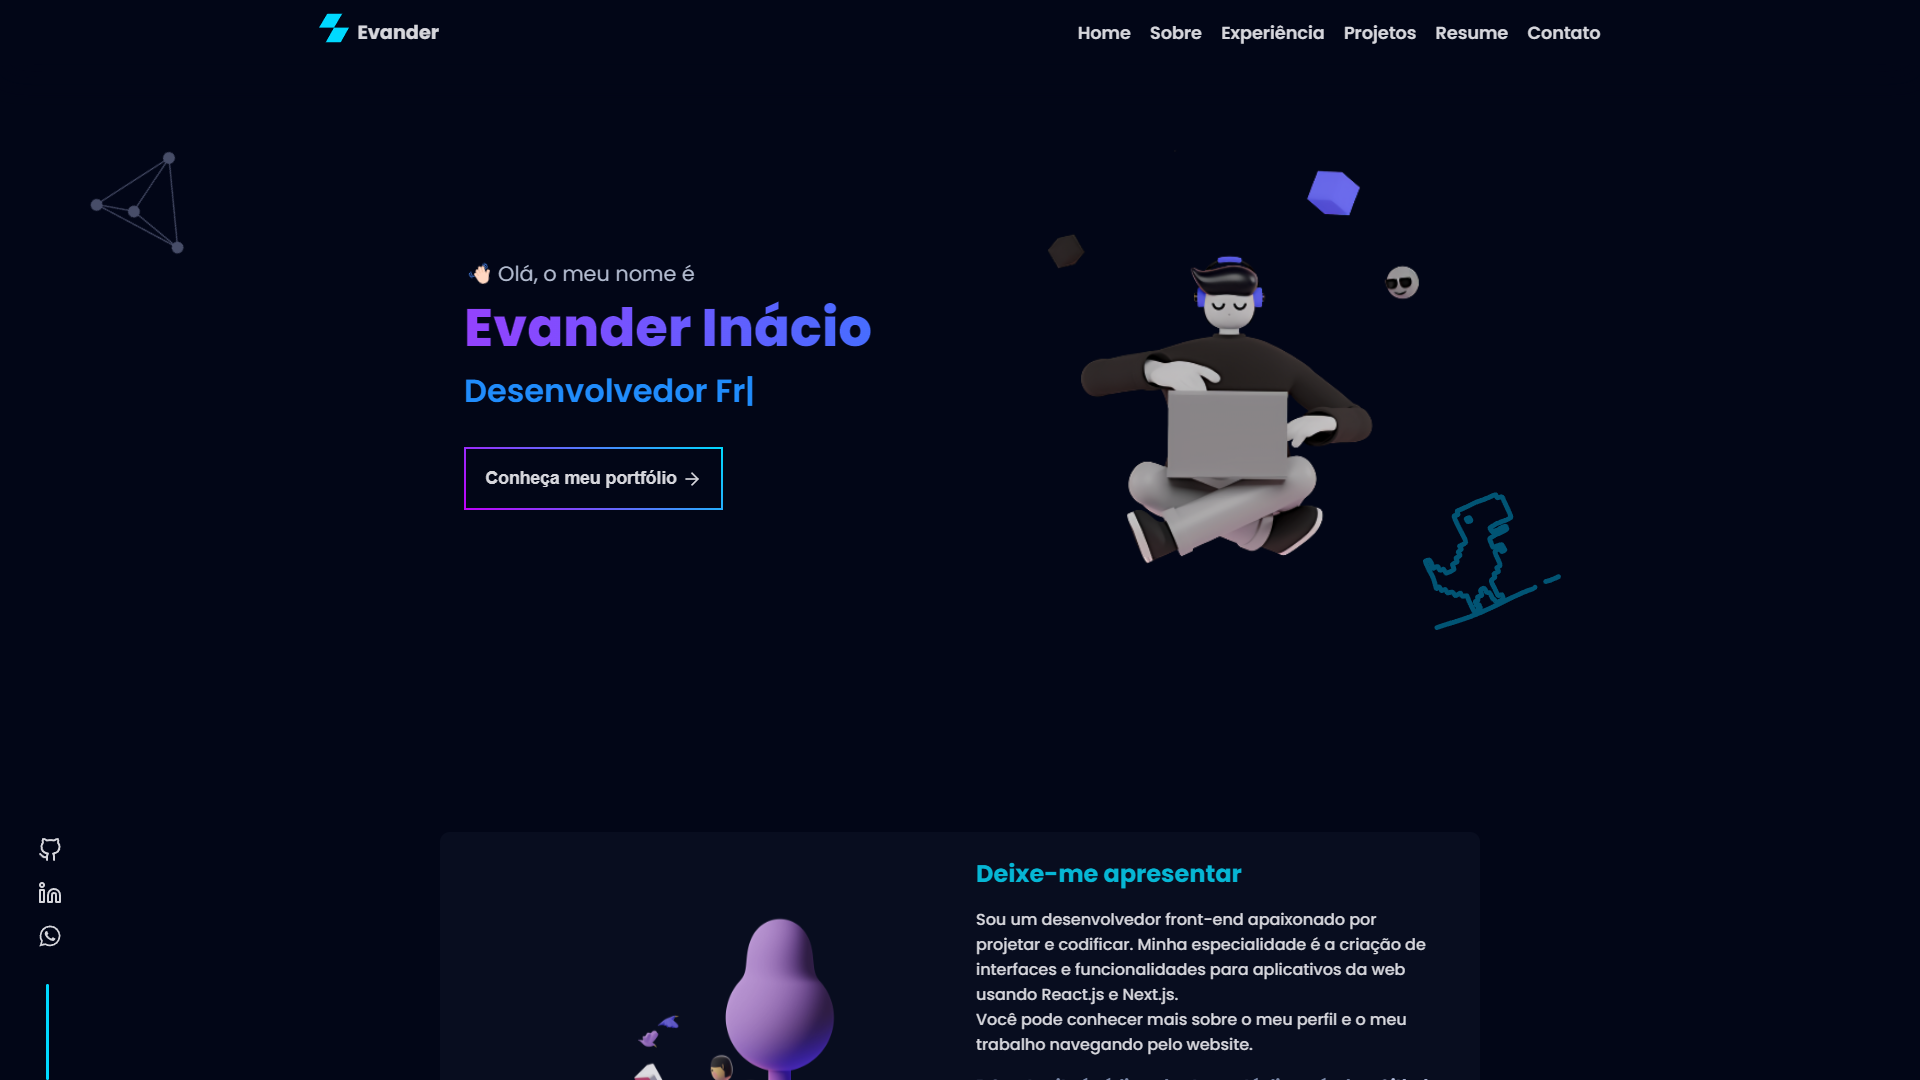 Evander
Home Sobre Experiência Projetos Resume Contato
👋🏻 Olá, o meu nome é
Evander Inácio
Desenvolvedor Fr|
Conheça meu portfólio →
Deixe-me apresentar
Sou um desenvolvedor front-end apaixonado por
projetar e codificar. Minha especialidade é a criação de
interfaces e funcionalidades para aplicativos da web
usando React.js e Next.js.
Você pode conhecer mais sobre o meu perfil e o meu
trabalho navegando pelo website.